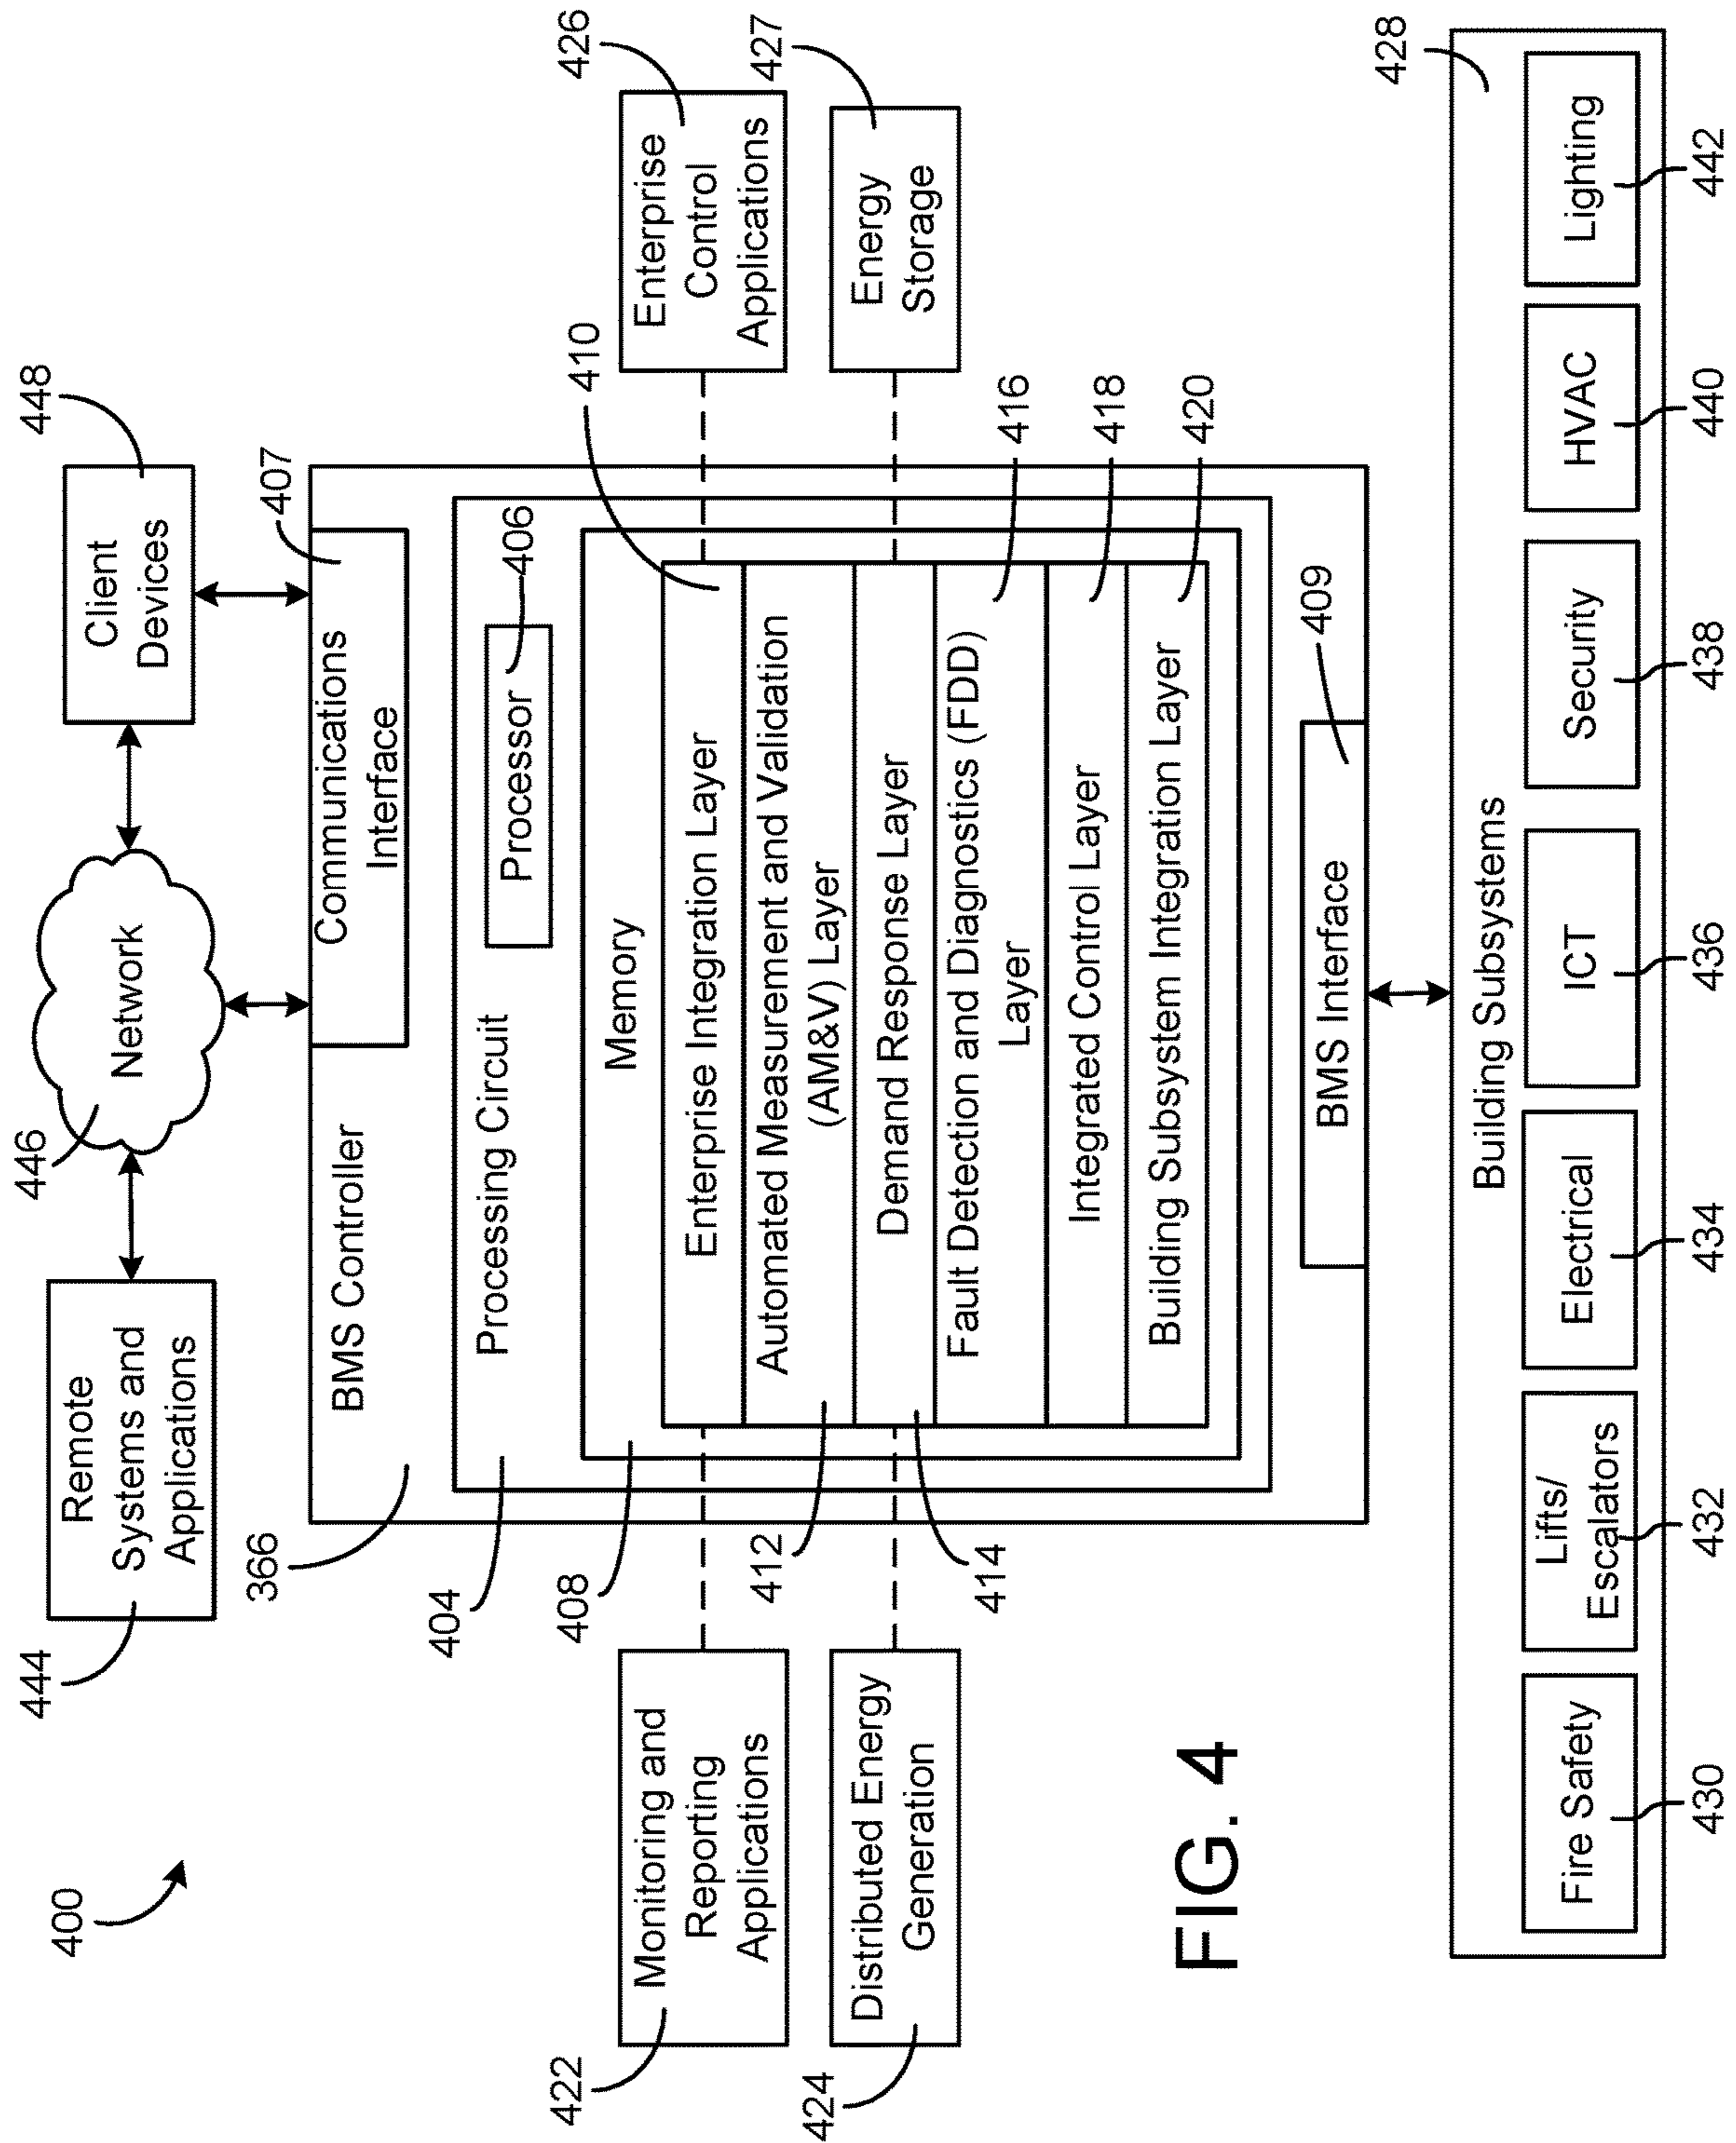 400
444
Remote
Systems and
Applications
446
Network
448
Client
Devices
366
BMS Controller
407
Communications
Interface
404
Processing Circuit
406
Processor
408
Memory
410
Enterprise Integration Layer
412
Automated Measurement and Validation
(AM&V) Layer
414
Demand Response Layer
416
Fault Detection and Diagnostics (FDD)
Layer
418
Integrated Control Layer
420
Building Subsystem Integration Layer
422
Monitoring and
Reporting
Applications
424
Distributed Energy
Generation
426
Enterprise
Control
Applications
427
Energy
Storage
409
BMS Interface
FIG. 4
428
Building Subsystems
Fire Safety
Lifts/
Escalators
Electrical
ICT
Security
HVAC
Lighting
430
432
434
436
438
440
442